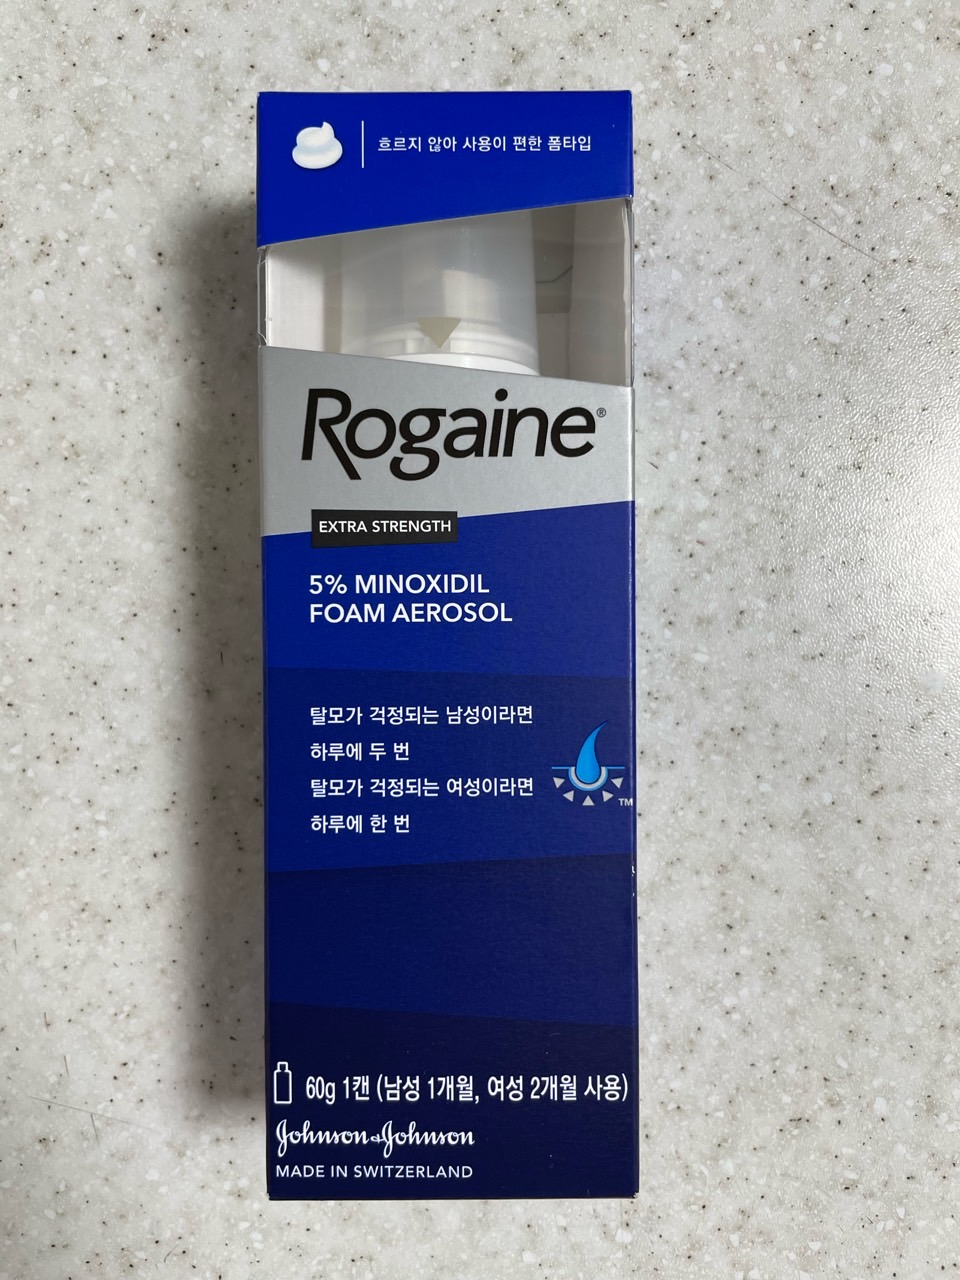 흐르지 않아 사용이 편한 폼타입
Rogaine®
EXTRA STRENGTH
5% MINOXIDIL
FOAM AEROSOL
탈모가 걱정되는 남성이라면
하루에 두 번
탈모가 걱정되는 여성이라면
하루에 한 번
TM
60g 1캔 (남성 1개월, 여성 2개월 사용)
Johnson & Johnson
MADE IN SWITZERLAND